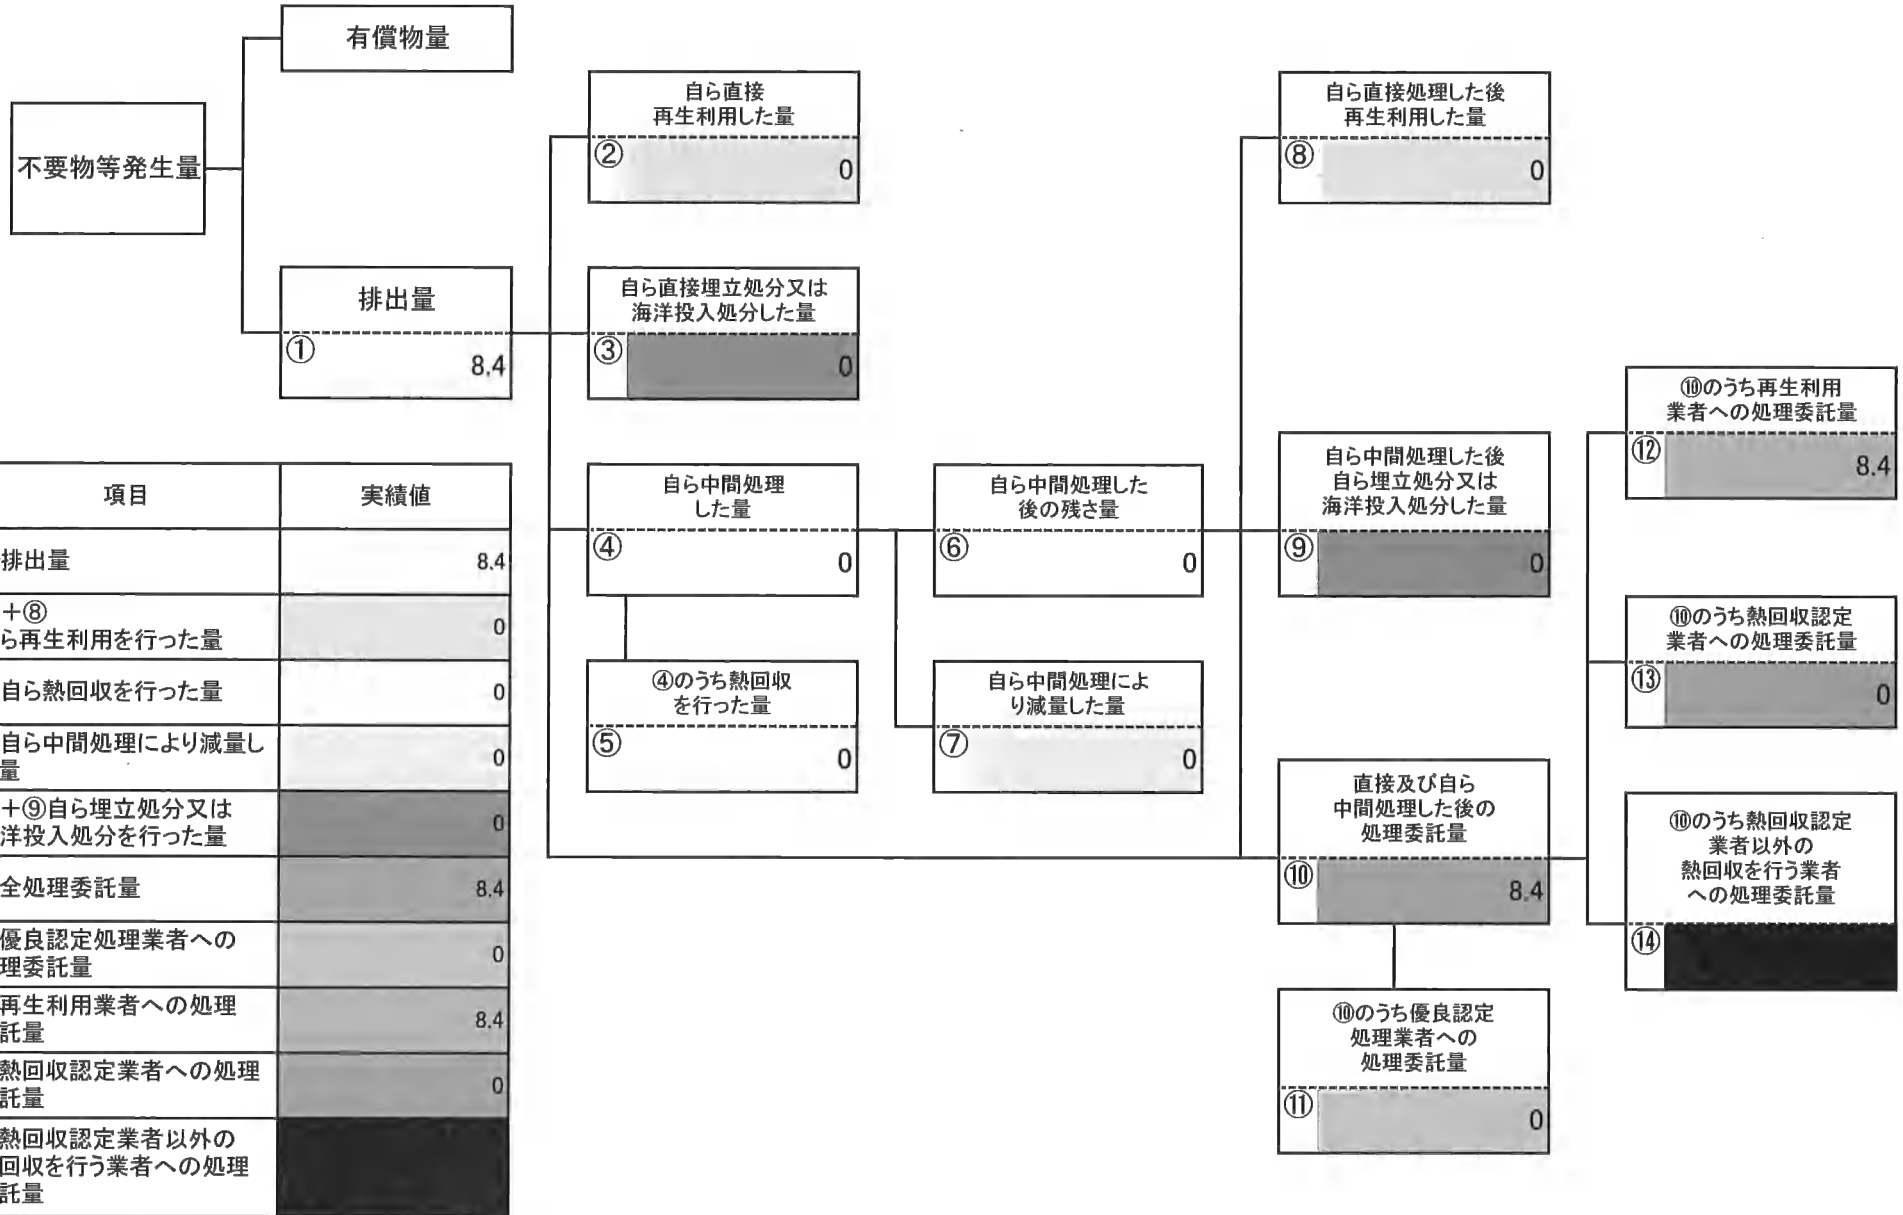 有償物量
不要物等発生量
排出量
①
8.4
自ら直接
再生利用した量
②
0
自ら直接埋立処分又は
海洋投入処分した量
③
0
自ら中間処理
した量
④
0
④のうち熱回収
を行った量
⑤
0
自ら中間処理した
後の残さ量
⑥
0
自ら中間処理によ
り減量した量
⑦
0
自ら直接処理した後
再生利用した量
⑧
0
自ら中間処理した後
自ら埋立処分又は
海洋投入処分した量
⑨
0
直接及び自ら
中間処理した後の
処理委託量
⑩
8.4
⑩のうち優良認定
処理業者への
処理委託量
⑪
0
⑩のうち再生利用
業者への処理委託量
⑫
8.4
⑩のうち熱回収認定
業者への処理委託量
⑬
0
⑩のうち熱回収認定
業者以外の
熱回収を行う業者
への処理委託量
⑭
項目 実績値
排出量 8.4
+⑧
ら再生利用を行った量 0
自ら熱回収を行った量 0
自ら中間処理により減量し
量 0
+⑨自ら埋立処分又は
洋投入処分を行った量 0
全処理委託量 8.4
優良認定処理業者への
理委託量 0
再生利用業者への処理
託量 8.4
熱回収認定業者への処理
託量 0
熱回収認定業者以外の
回収を行う業者への処理
託量